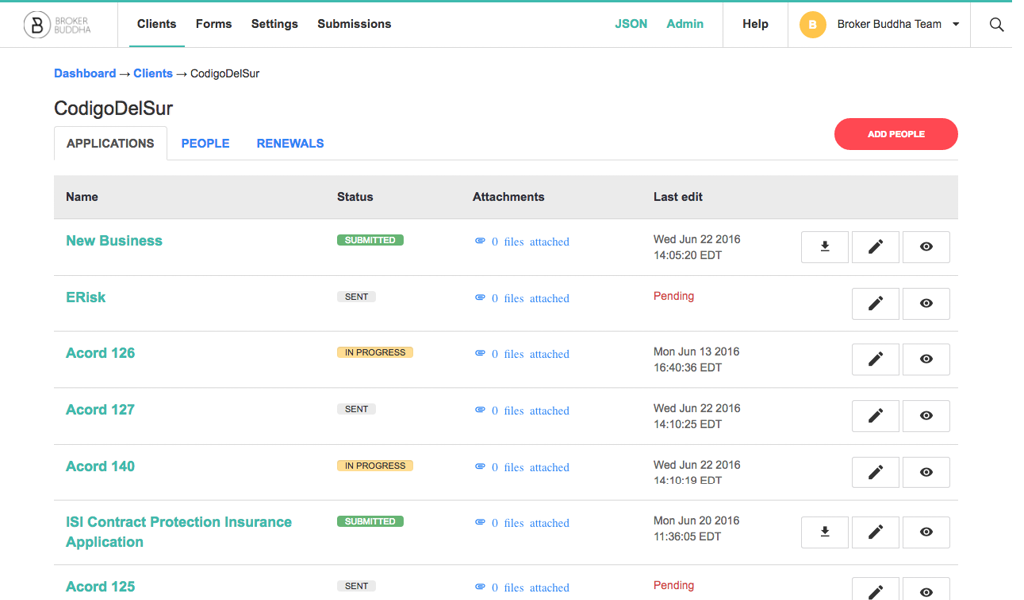 B BROKER BUDDHA
Clients Forms Settings Submissions JSON Admin Help B Broker Buddha Team
Dashboard → Clients → CodigoDelSur
CodigoDelSur
APPLICATIONS PEOPLE RENEWALS ADD PEOPLE
Name Status Attachments Last edit
New Business SUBMITTED 0 files attached Wed Jun 22 2016
14:05:20 EDT
ERisk SENT 0 files attached Pending
Acord 126 IN PROGRESS 0 files attached Mon Jun 13 2016
16:40:36 EDT
Acord 127 SENT 0 files attached Wed Jun 22 2016
14:10:25 EDT
Acord 140 IN PROGRESS 0 files attached Wed Jun 22 2016
14:10:19 EDT
ISI Contract Protection Insurance SUBMITTED 0 files attached Mon Jun 20 2016
Application 11:36:05 EDT
Acord 125 SENT 0 files attached Pending